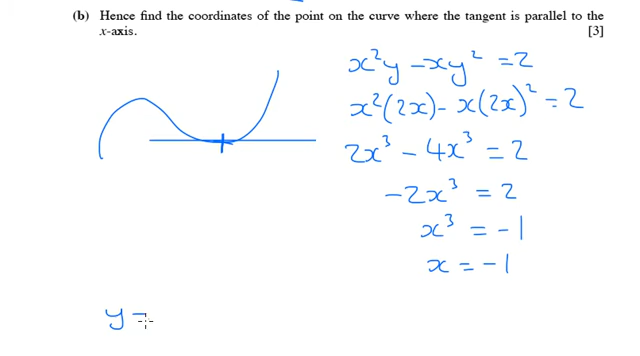 (b) Hence find the coordinates of the point on the curve where the tangent is parallel to the
x-axis. [3]
x²y − xy² = 2
x²(2x) − x(2x)² = 2
2x³ − 4x³ = 2
−2x³ = 2
x³ = −1
x = −1
y =